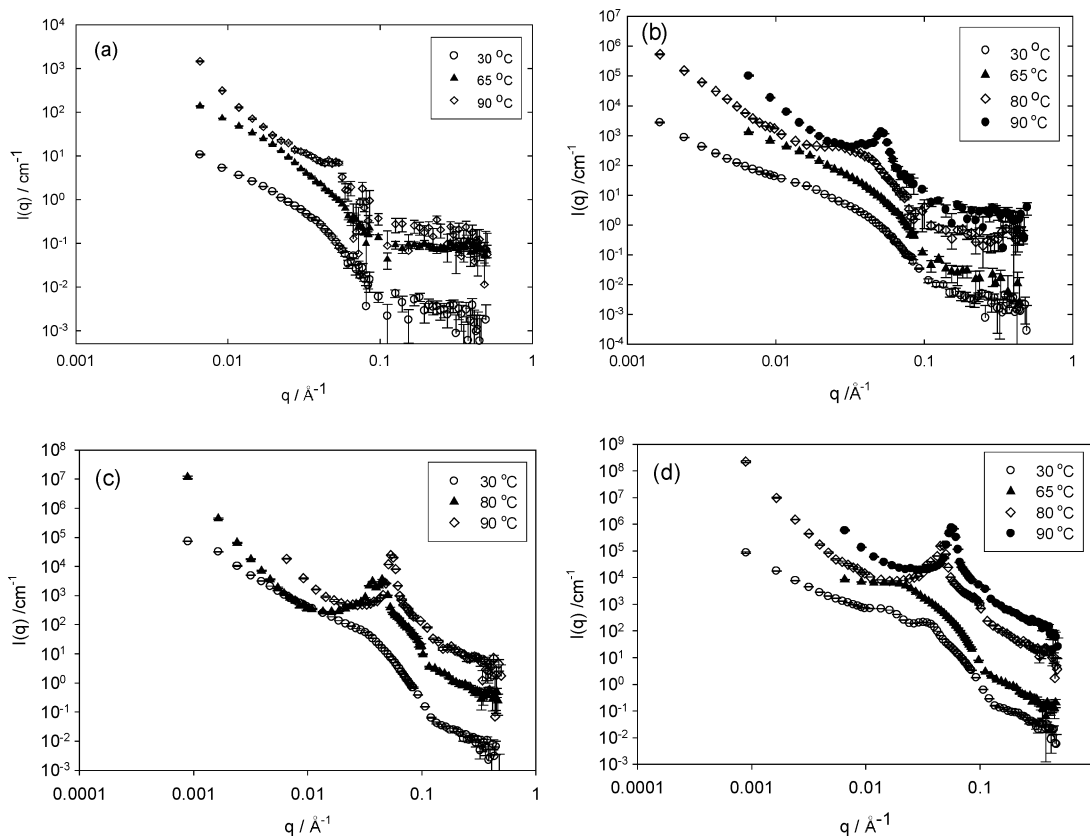 (a)
30 °C
65 °C
90 °C
10⁴
10³
10²
10¹
10⁰
10⁻¹
10⁻²
10⁻³
I(q) / cm⁻¹
0.001 0.01 0.1 1
q / Å⁻¹
(b)
30 °C
65 °C
80 °C
90 °C
10⁷
10⁶
10⁵
10⁴
10³
10²
10¹
10⁰
10⁻¹
10⁻²
10⁻³
10⁻⁴
I(q) /cm⁻¹
0.001 0.01 0.1 1
q /Å⁻¹
(c)
30 °C
80 °C
90 °C
10⁸
10⁷
10⁶
10⁵
10⁴
10³
10²
10¹
10⁰
10⁻¹
10⁻²
10⁻³
I(q) /cm⁻¹
0.0001 0.001 0.01 0.1 1
q / Å⁻¹
(d)
30 °C
65 °C
80 °C
90 °C
10⁹
10⁸
10⁷
10⁶
10⁵
10⁴
10³
10²
10¹
10⁰
10⁻¹
10⁻²
10⁻³
I(q) /cm⁻¹
0.0001 0.001 0.01 0.1
q / Å⁻¹